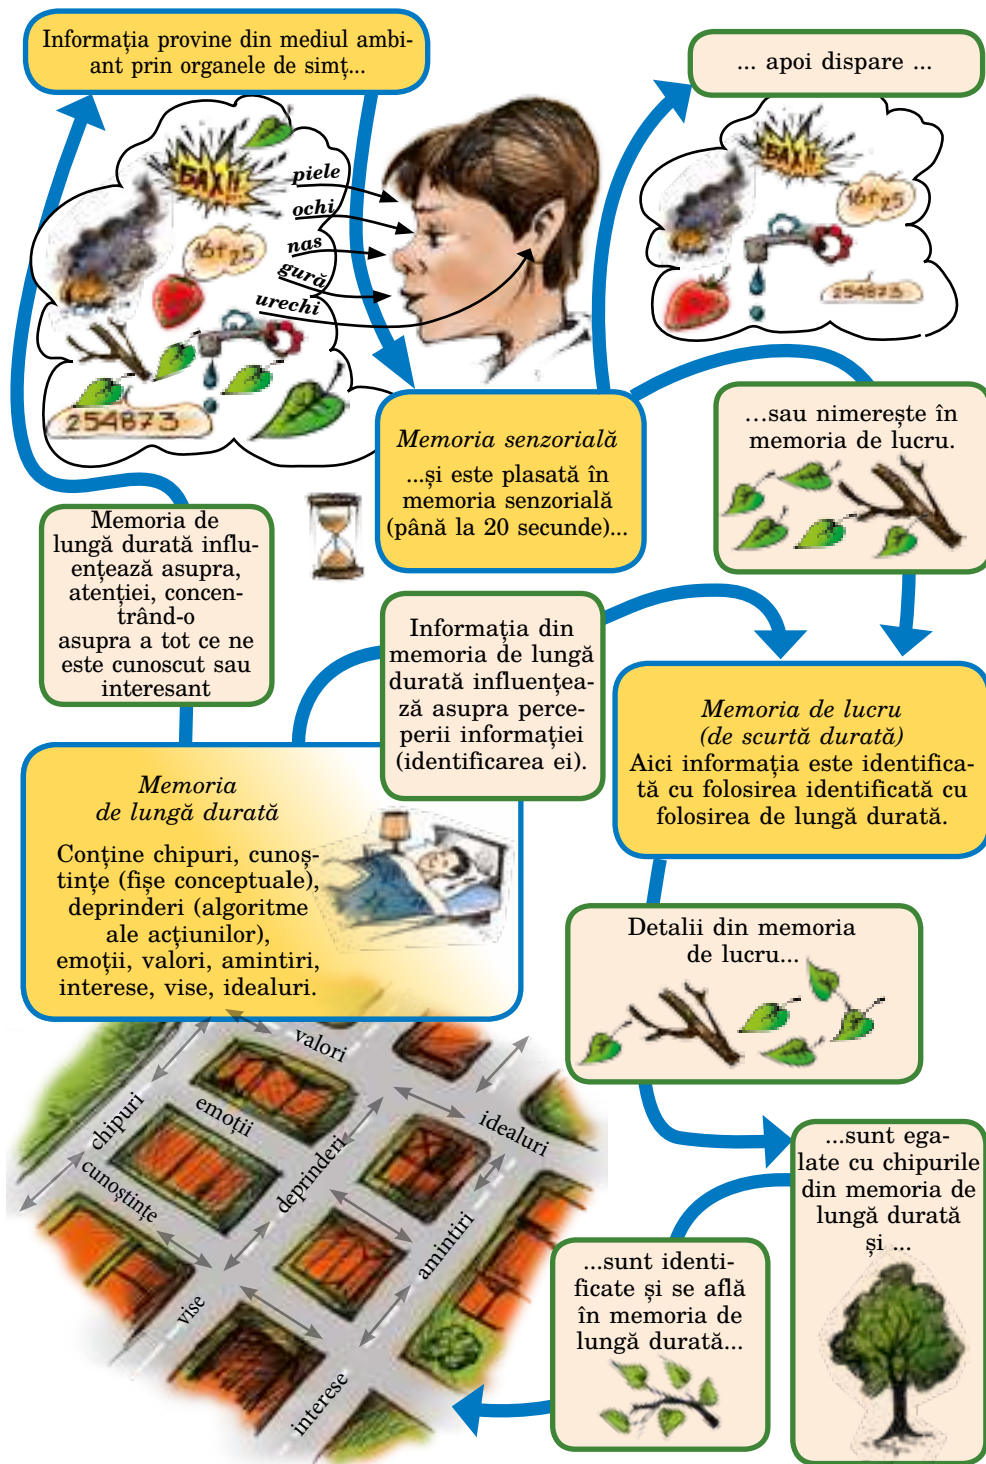 Informația provine din mediul ambi-
ant prin organele de simț...
... apoi dispare ...
БАХ!!
piele
ochi
nas
gură
urechi
16+25
254873
БАХ!!
16+25
254873
Memoria senzorială
...și este plasată în
memoria senzorială
(până la 20 secunde)...
...sau nimerește în
memoria de lucru.
Memoria de
lungă durată influ-
ențează asupra,
atenției, concen-
trând-o
asupra a tot ce ne
este cunoscut sau
interesant
Informația din
memoria de lungă
durată influențea-
ză asupra perce-
perii informației
(identificarea ei).
Memoria de lucru
(de scurtă durată)
Aici informația este identifica-
tă cu folosirea identificată cu
folosirea de lungă durată.
Memoria
de lungă durată
Conține chipuri, cunoș-
tințe (fișe conceptuale),
deprinderi (algoritme
ale acțiunilor),
emoții, valori, amintiri,
interese, vise, idealuri.
Detalii din memoria
de lucru...
valori
emoții
chipuri
cunoștințe
deprinderi
idealuri
amintiri
vise
interese
...sunt ega-
late cu chipurile
din memoria de
lungă durată
și ...
...sunt identi-
ficate și se află
în memoria de
lungă durată...